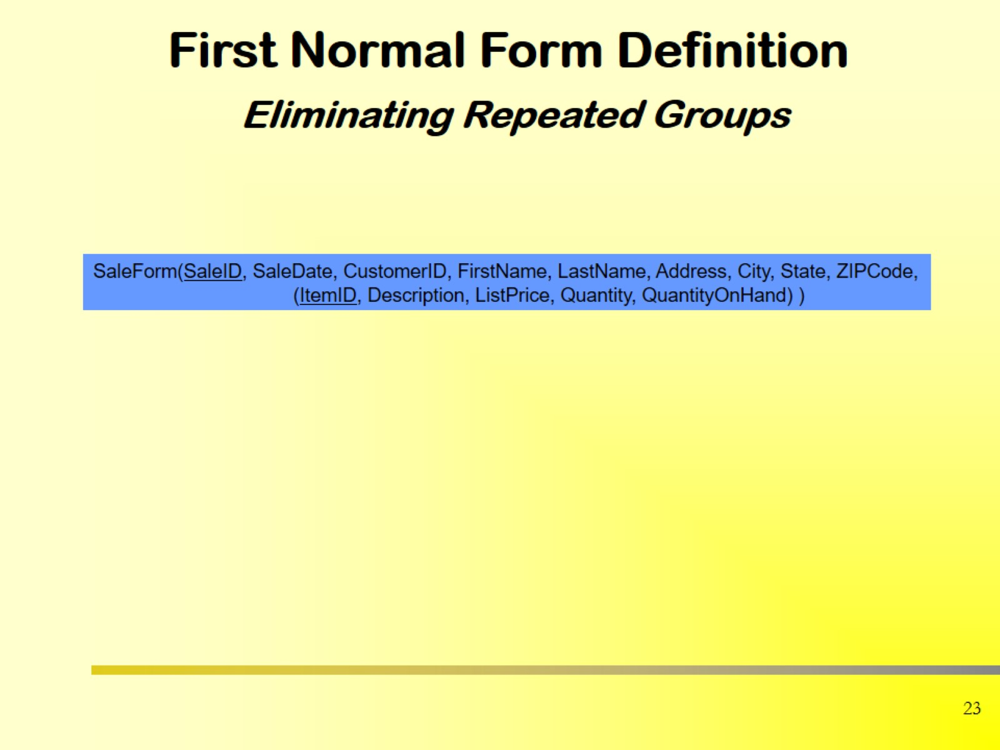 First Normal Form Definition
Eliminating Repeated Groups
SaleForm(SaleID, SaleDate, CustomerID, FirstName, LastName, Address, City, State, ZIPCode,
(ItemID, Description, ListPrice, Quantity, QuantityOnHand) )
23